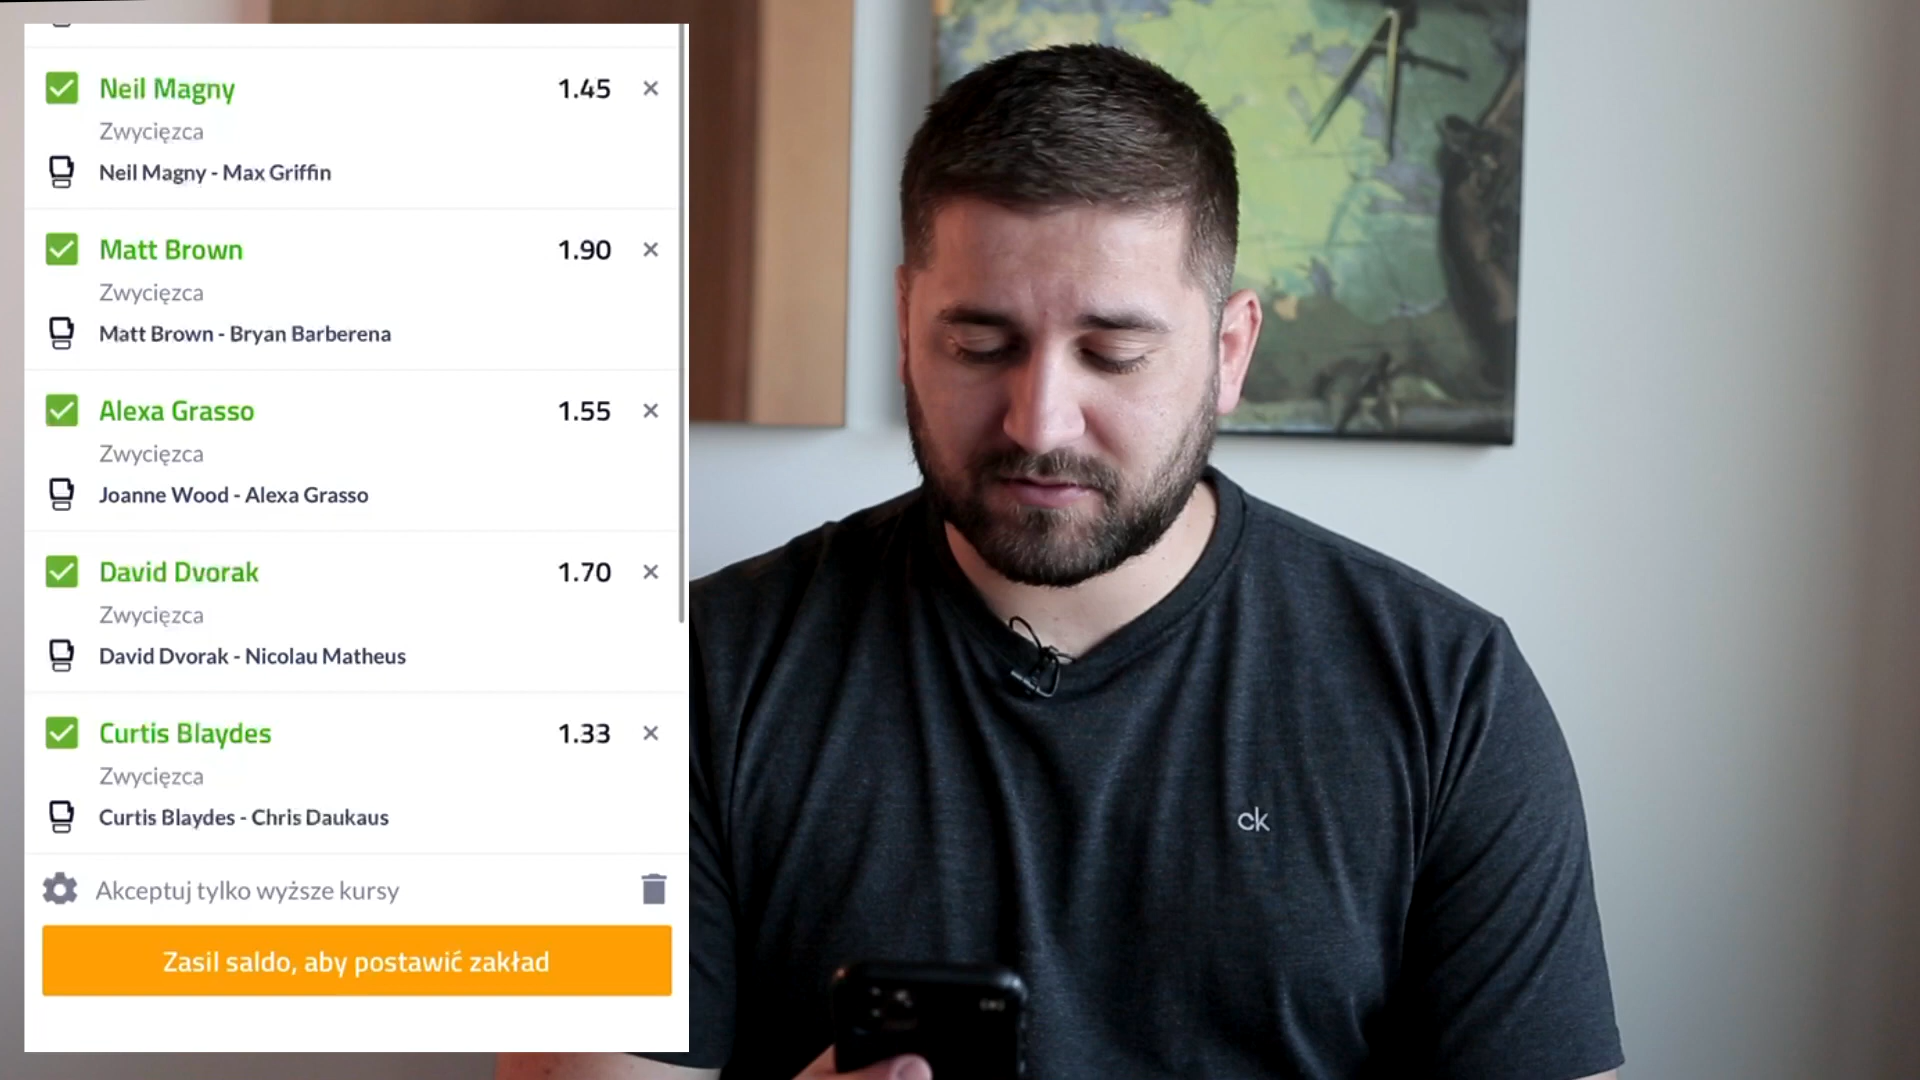 Neil Magny 1.45
Zwycięzca
Neil Magny - Max Griffin
Matt Brown 1.90
Zwycięzca
Matt Brown - Bryan Barberena
Alexa Grasso 1.55
Zwycięzca
Joanne Wood - Alexa Grasso
David Dvorak 1.70
Zwycięzca
David Dvorak - Nicolau Matheus
Curtis Blaydes 1.33
Zwycięzca
Curtis Blaydes - Chris Daukaus
Akceptuj tylko wyższe kursy
Zasil saldo, aby postawić zakład
ck